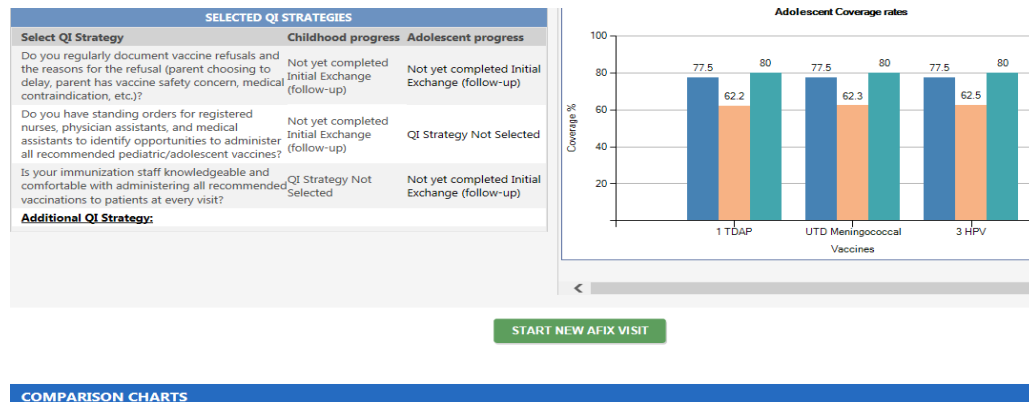 SELECTED QI STRATEGIES
Select QI Strategy Childhood progress Adolescent progress
Do you regularly document vaccine refusals and
the reasons for the refusal (parent choosing to
delay, parent has vaccine safety concern, medical
contraindication, etc.)?
Not yet completed
Initial Exchange
(follow-up)
Not yet completed Initial
Exchange (follow-up)
Do you have standing orders for registered
nurses, physician assistants, and medical
assistants to identify opportunities to administer
all recommended pediatric/adolescent vaccines?
Not yet completed
Initial Exchange
(follow-up)
QI Strategy Not Selected
Is your immunization staff knowledgeable and
comfortable with administering all recommended
vaccinations to patients at every visit?
QI Strategy Not
Selected
Not yet completed Initial
Exchange (follow-up)
Additional QI Strategy:
Adolescent Coverage rates
Coverage %
100
80
60
40
20
77.5 62.2 80
77.5 62.3 80
77.5 62.5 80
1 TDAP UTD Meningococcal 3 HPV
Vaccines
START NEW AFIX VISIT
COMPARISON CHARTS